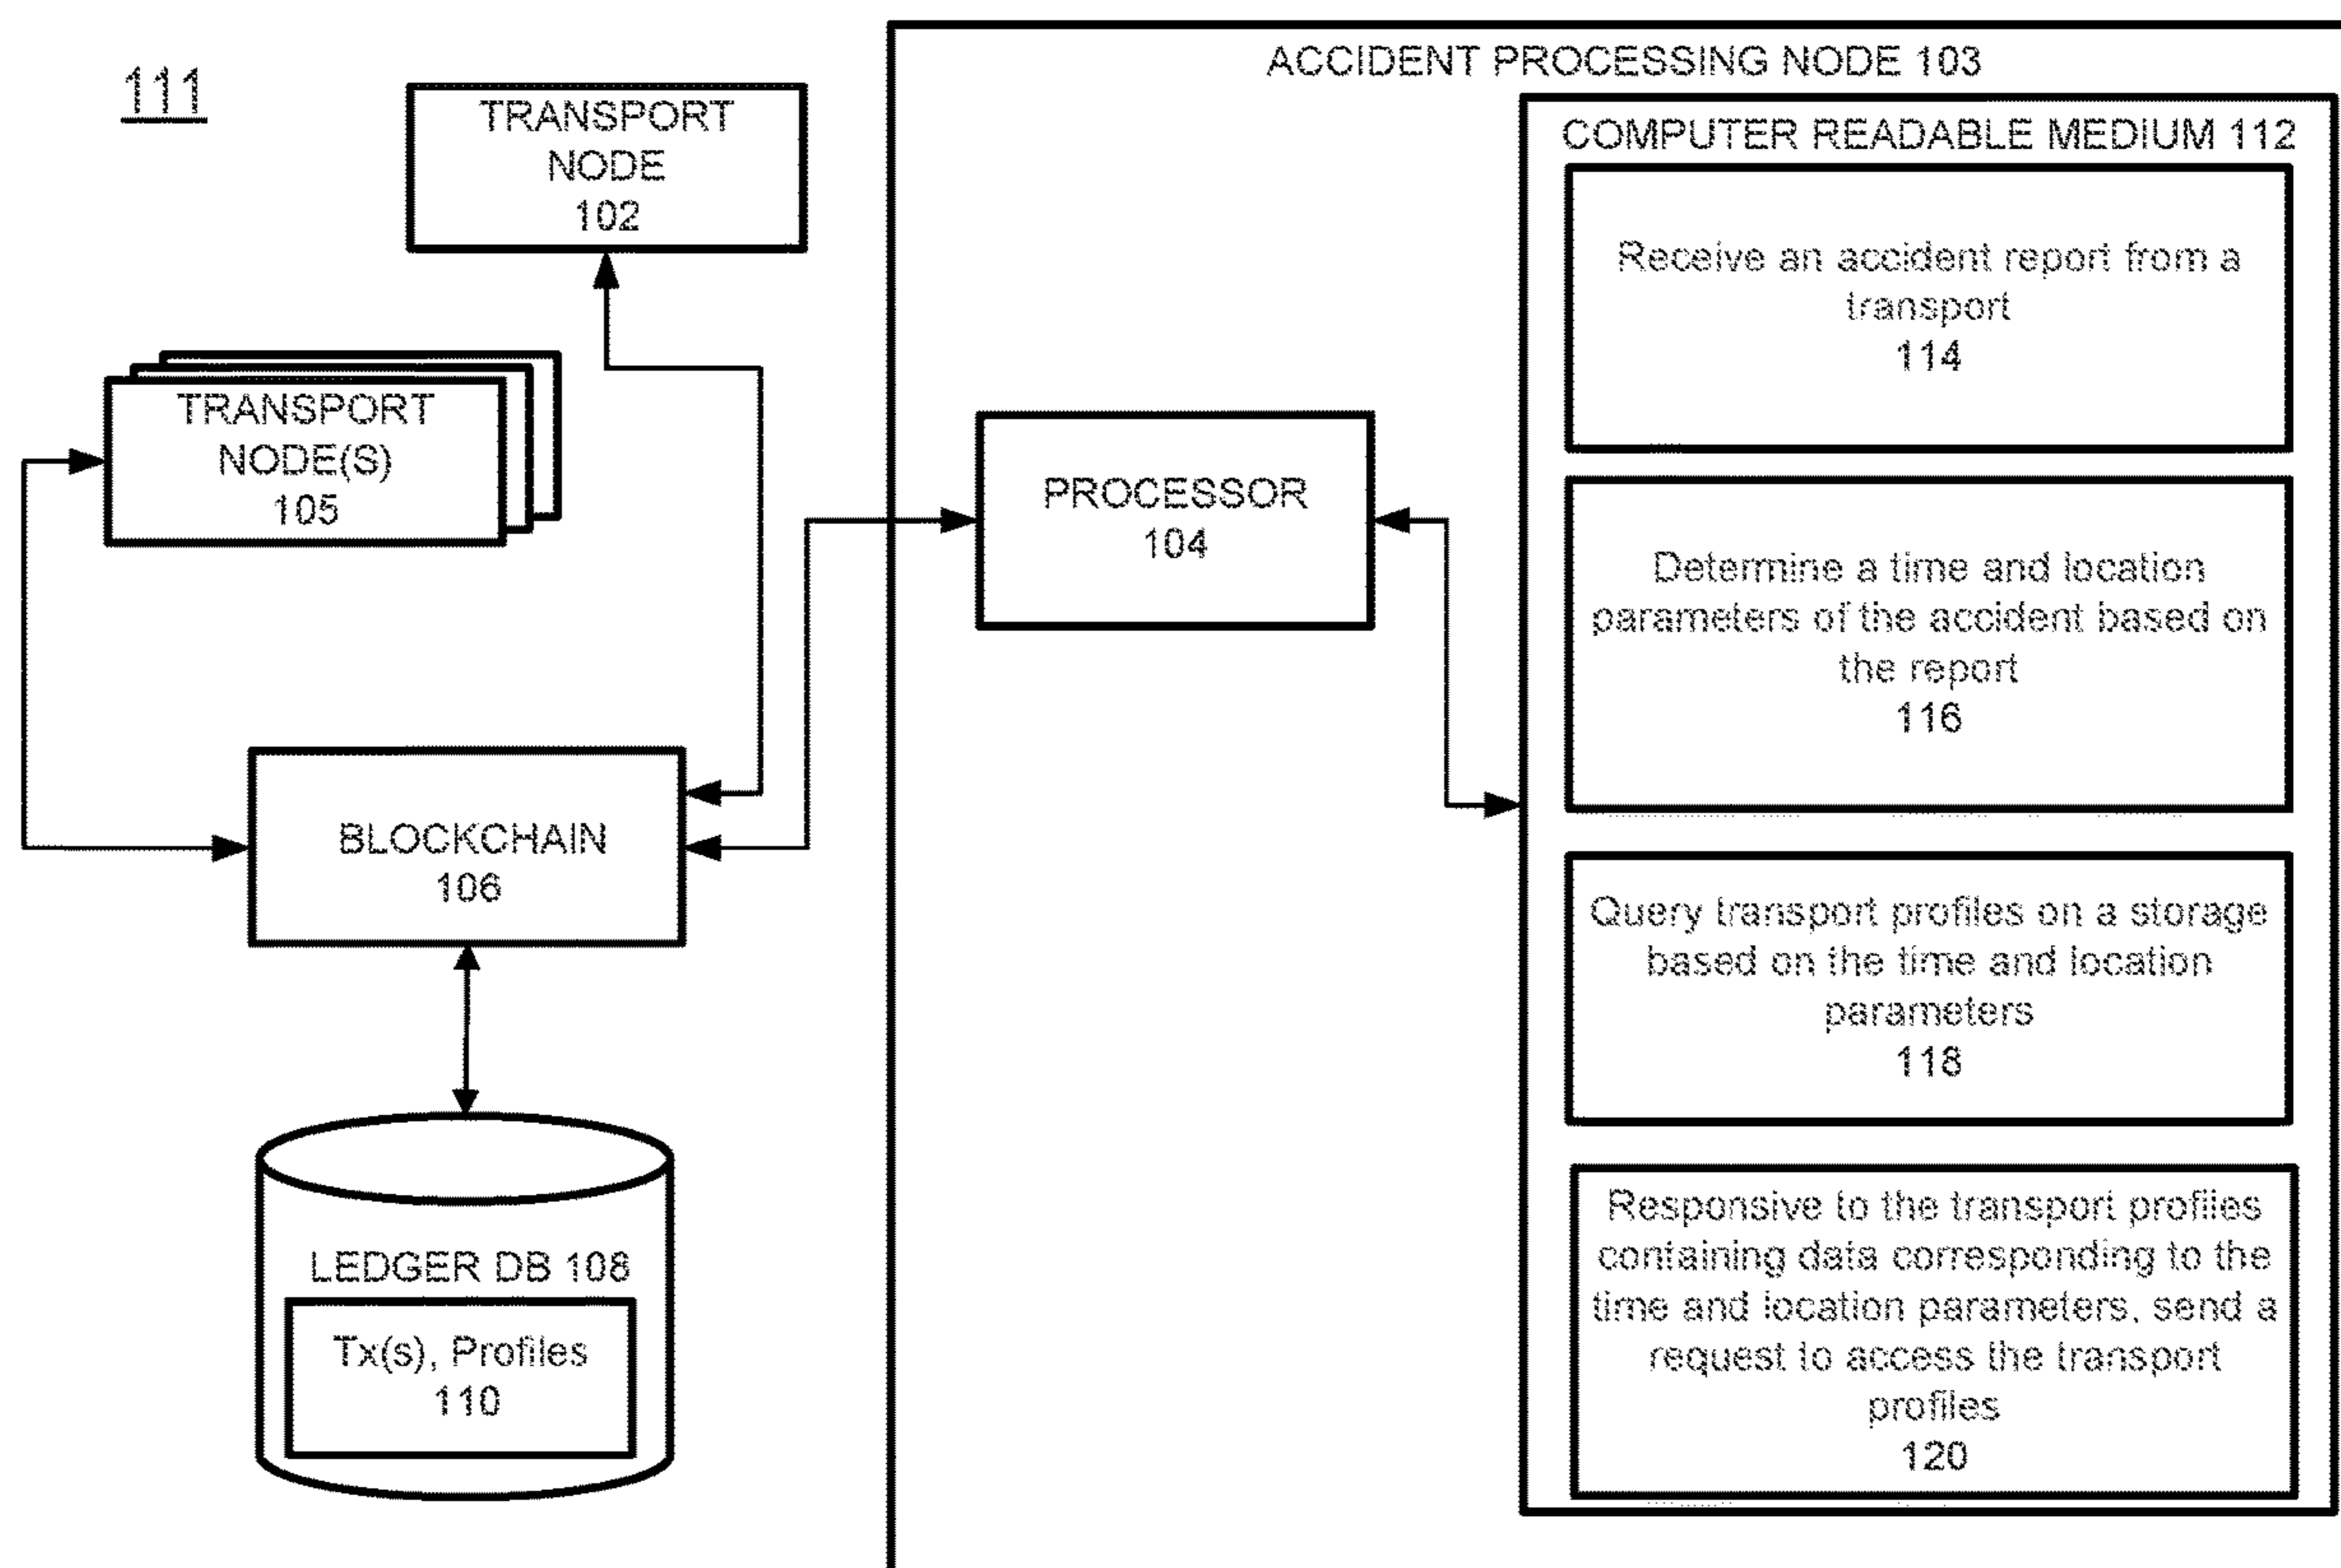 111
TRANSPORT
NODE
102
TRANSPORT
NODE(S)
105
BLOCKCHAIN
106
LEDGER DB 108
Tx(s), Profiles
110
ACCIDENT PROCESSING NODE 103
PROCESSOR
104
COMPUTER READABLE MEDIUM 112
Receive an accident report from a
transport
114
Determine a time and location
parameters of the accident based on
the report
116
Query transport profiles on a storage
based on the time and location
parameters
118
Responsive to the transport profiles
containing data corresponding to the
time and location parameters, send a
request to access the transport
profiles
120